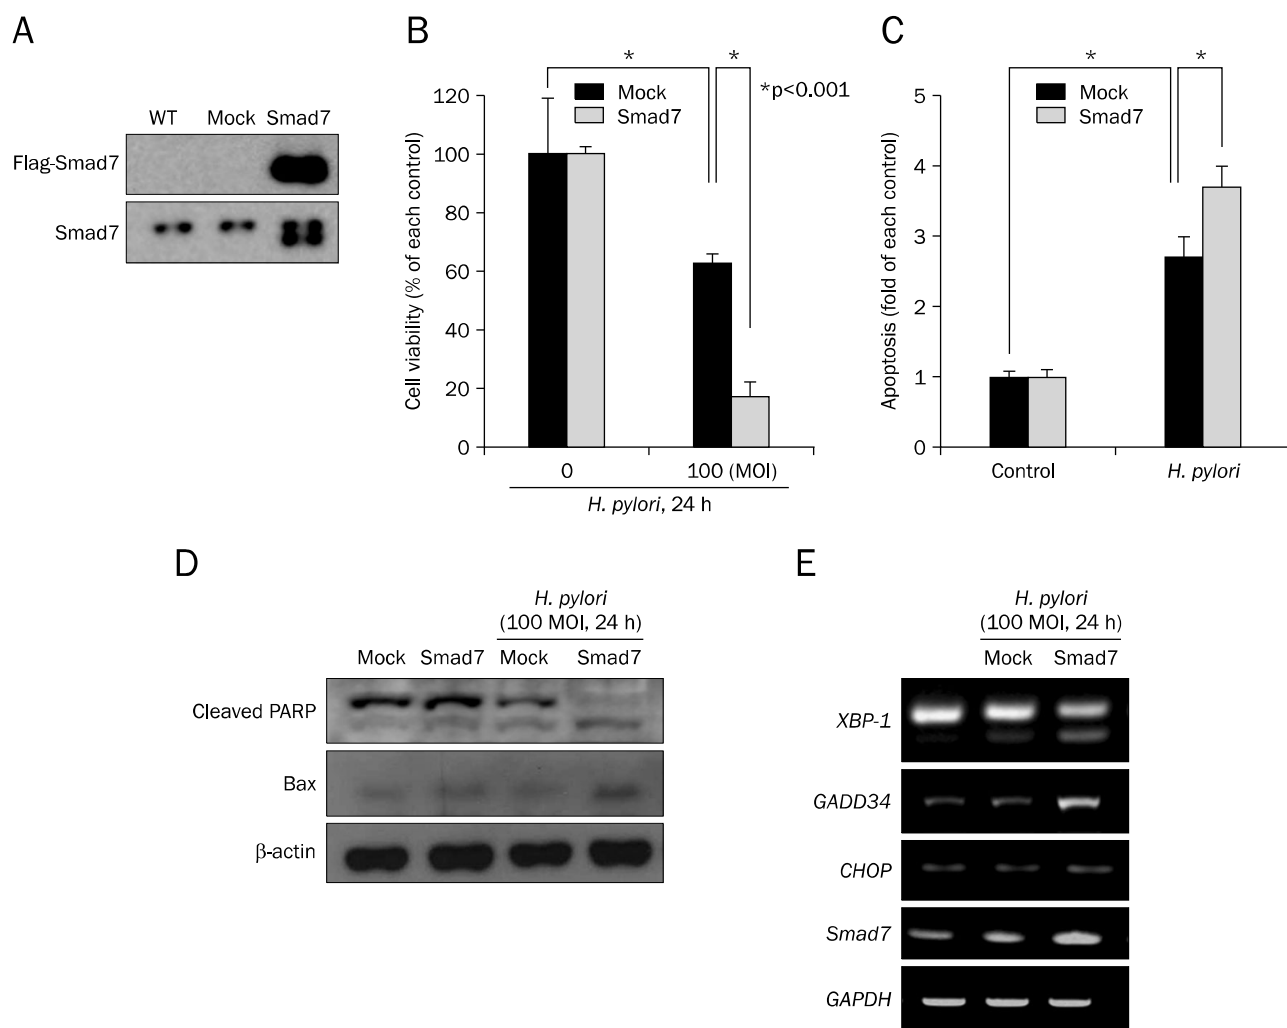 A
WT Mock Smad7
Flag-Smad7
Smad7
B
* *
Mock
Smad7
*p<0.001
Cell viability (% of each control)
120
100
80
60
40
20
0
0 100 (MOI)
H. pylori, 24 h
C
* *
Mock
Smad7
Apoptosis (fold of each control)
5
4
3
2
1
0
Control H. pylori
D
H. pylori
(100 MOI, 24 h)
Mock Smad7 Mock Smad7
Cleaved PARP
Bax
β-actin
E
H. pylori
(100 MOI, 24 h)
Mock Smad7
XBP-1
GADD34
CHOP
Smad7
GAPDH